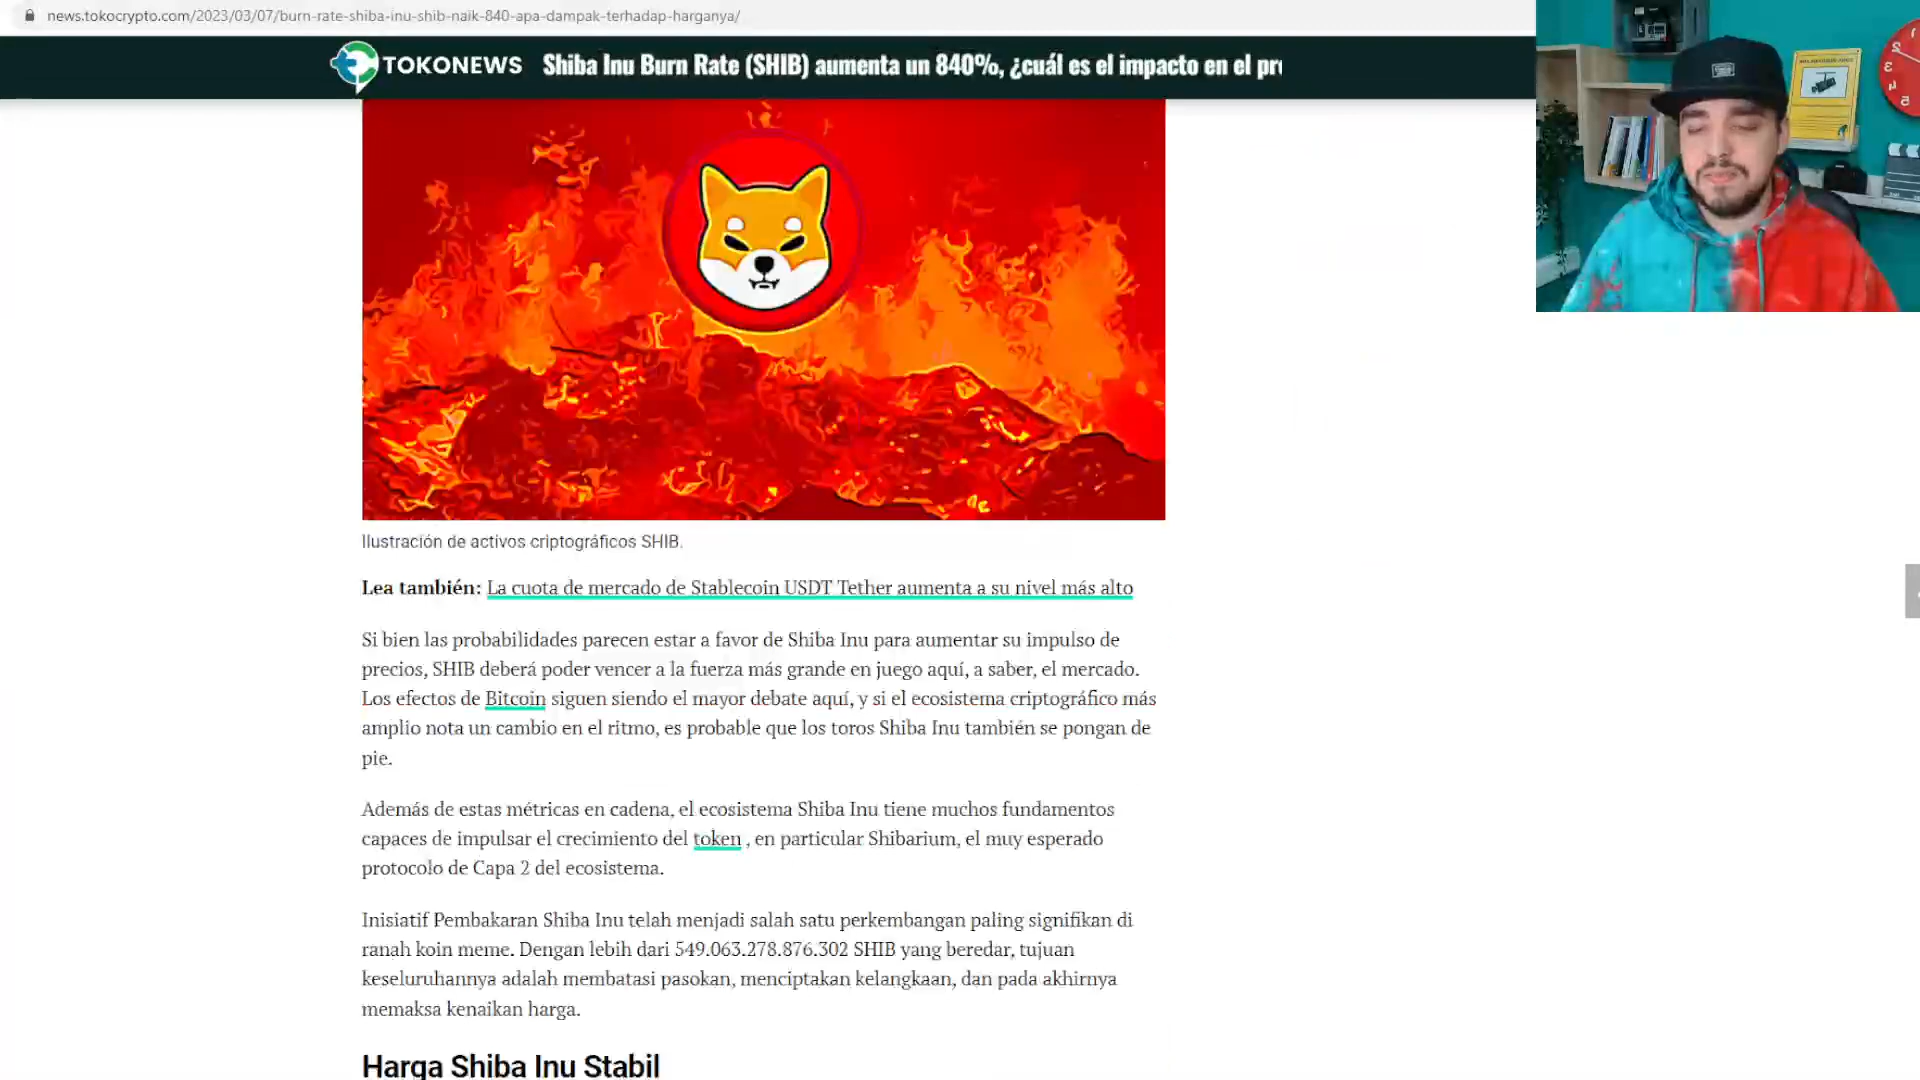 news.tokocrypto.com/2023/03/07/burn-rate-shiba-inu-shib-naik-840-apa-dampak-terhadap-harganya/
TOKONEWS Shiba Inu Burn Rate (SHIB) aumenta un 840%, ¿cuál es el impacto en el pre
Ilustración de activos criptográficos SHIB.
Lea también: La cuota de mercado de Stablecoin USDT Tether aumenta a su nivel más alto
Si bien las probabilidades parecen estar a favor de Shiba Inu para aumentar su impulso de
precios, SHIB deberá poder vencer a la fuerza más grande en juego aquí, a saber, el mercado.
Los efectos de Bitcoin siguen siendo el mayor debate aquí, y si el ecosistema criptográfico más
amplio nota un cambio en el ritmo, es probable que los toros Shiba Inu también se pongan de
pie.
Además de estas métricas en cadena, el ecosistema Shiba Inu tiene muchos fundamentos
capaces de impulsar el crecimiento del token , en particular Shibarium, el muy esperado
protocolo de Capa 2 del ecosistema.
Inisiatif Pembakaran Shiba Inu telah menjadi salah satu perkembangan paling signifikan di
ranah koin meme. Dengan lebih dari 549.063.278.876.302 SHIB yang beredar, tujuan
keseluruhannya adalah membatasi pasokan, menciptakan kelangkaan, dan pada akhirnya
memaksa kenaikan harga.
Harga Shiba Inu Stabil